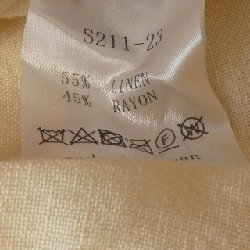 S211-23
55% LINEN
45% RAYON
F W